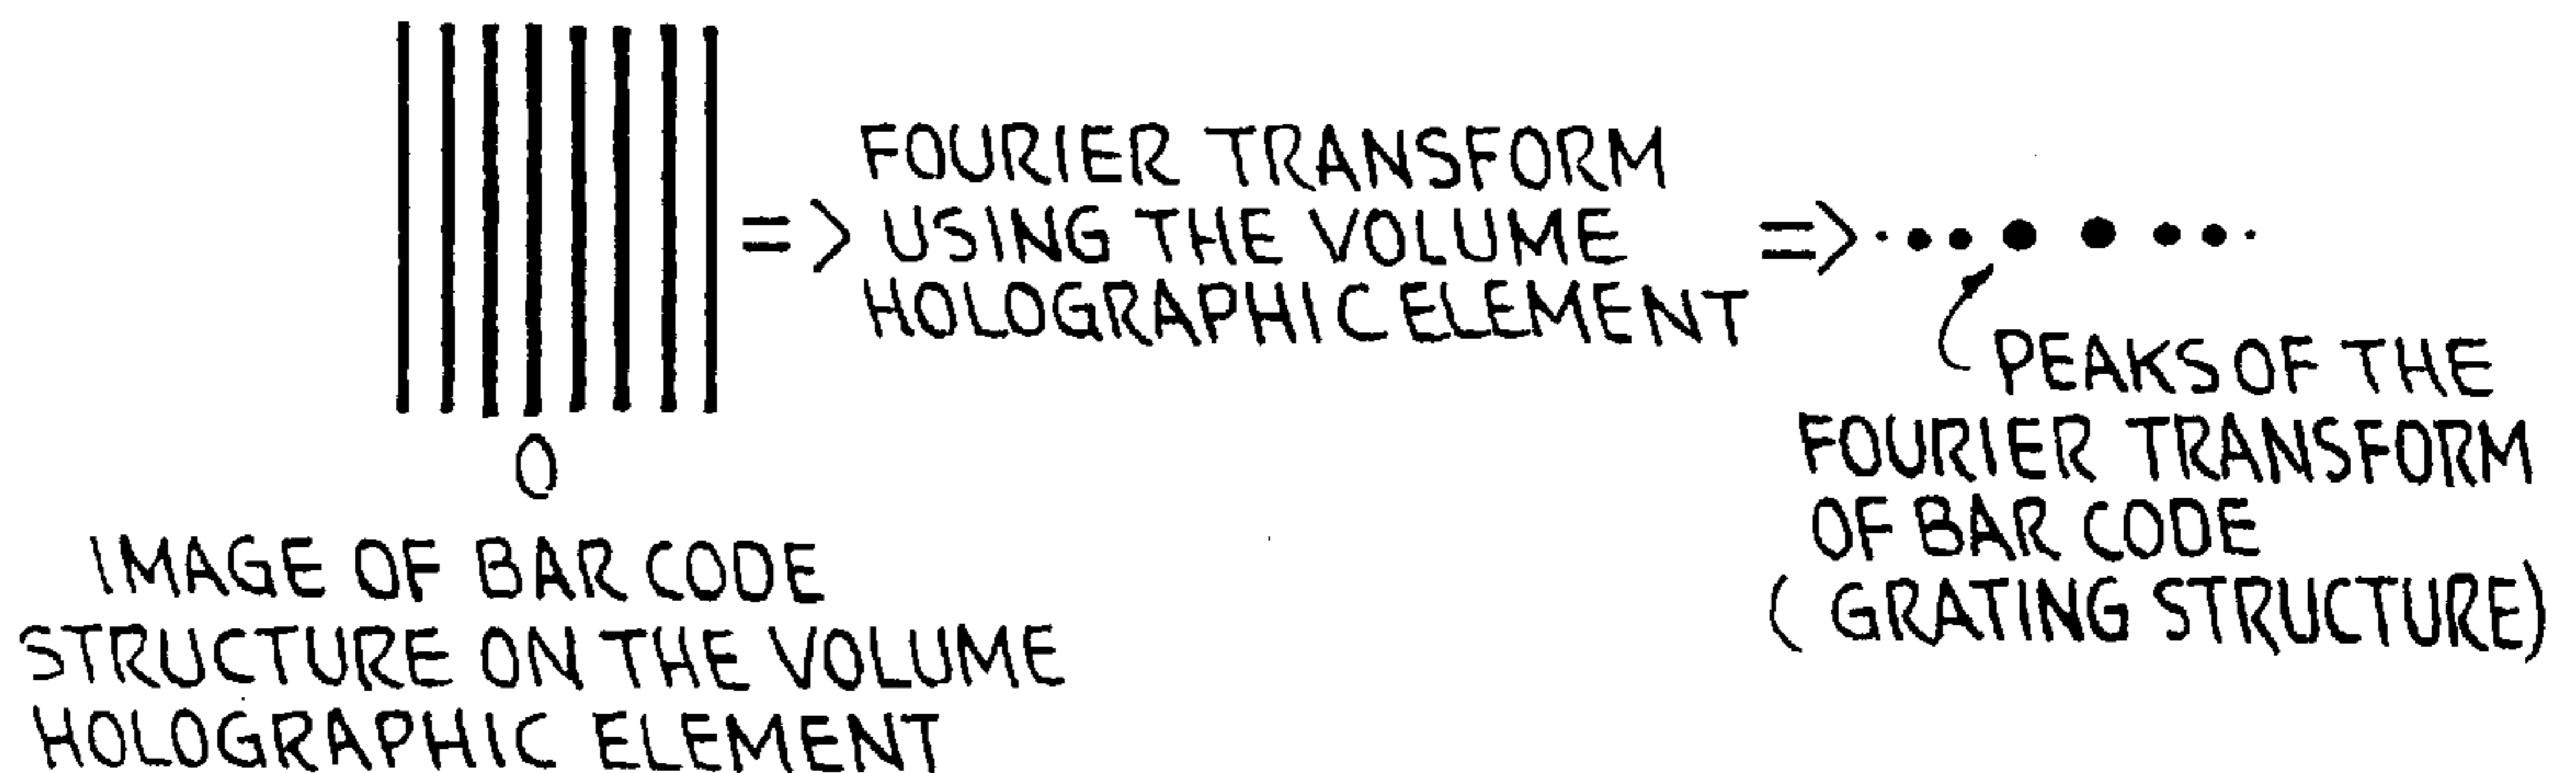 => FOURIER TRANSFORM
USING THE VOLUME
HOLOGRAPHIC ELEMENT
=>
PEAKS OF THE
FOURIER TRANSFORM
OF BAR CODE
( GRATING STRUCTURE)
0
IMAGE OF BAR CODE
STRUCTURE ON THE VOLUME
HOLOGRAPHIC ELEMENT